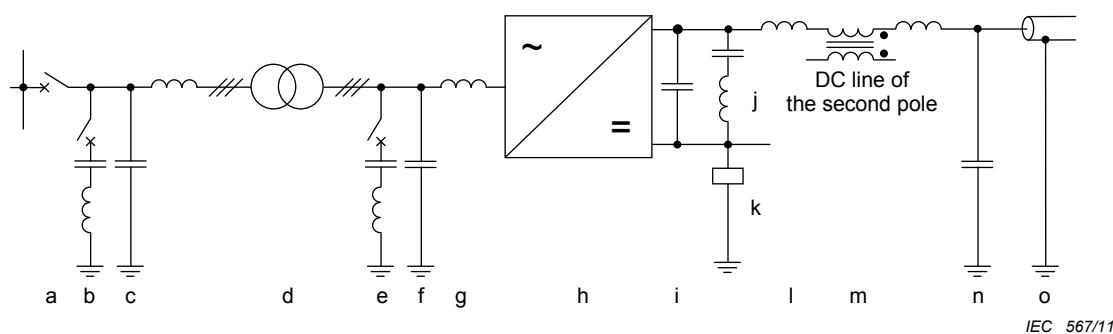 ~
=
j
k
DC line of
the second pole
a b c d e f g h i l m n o
IEC 567/11